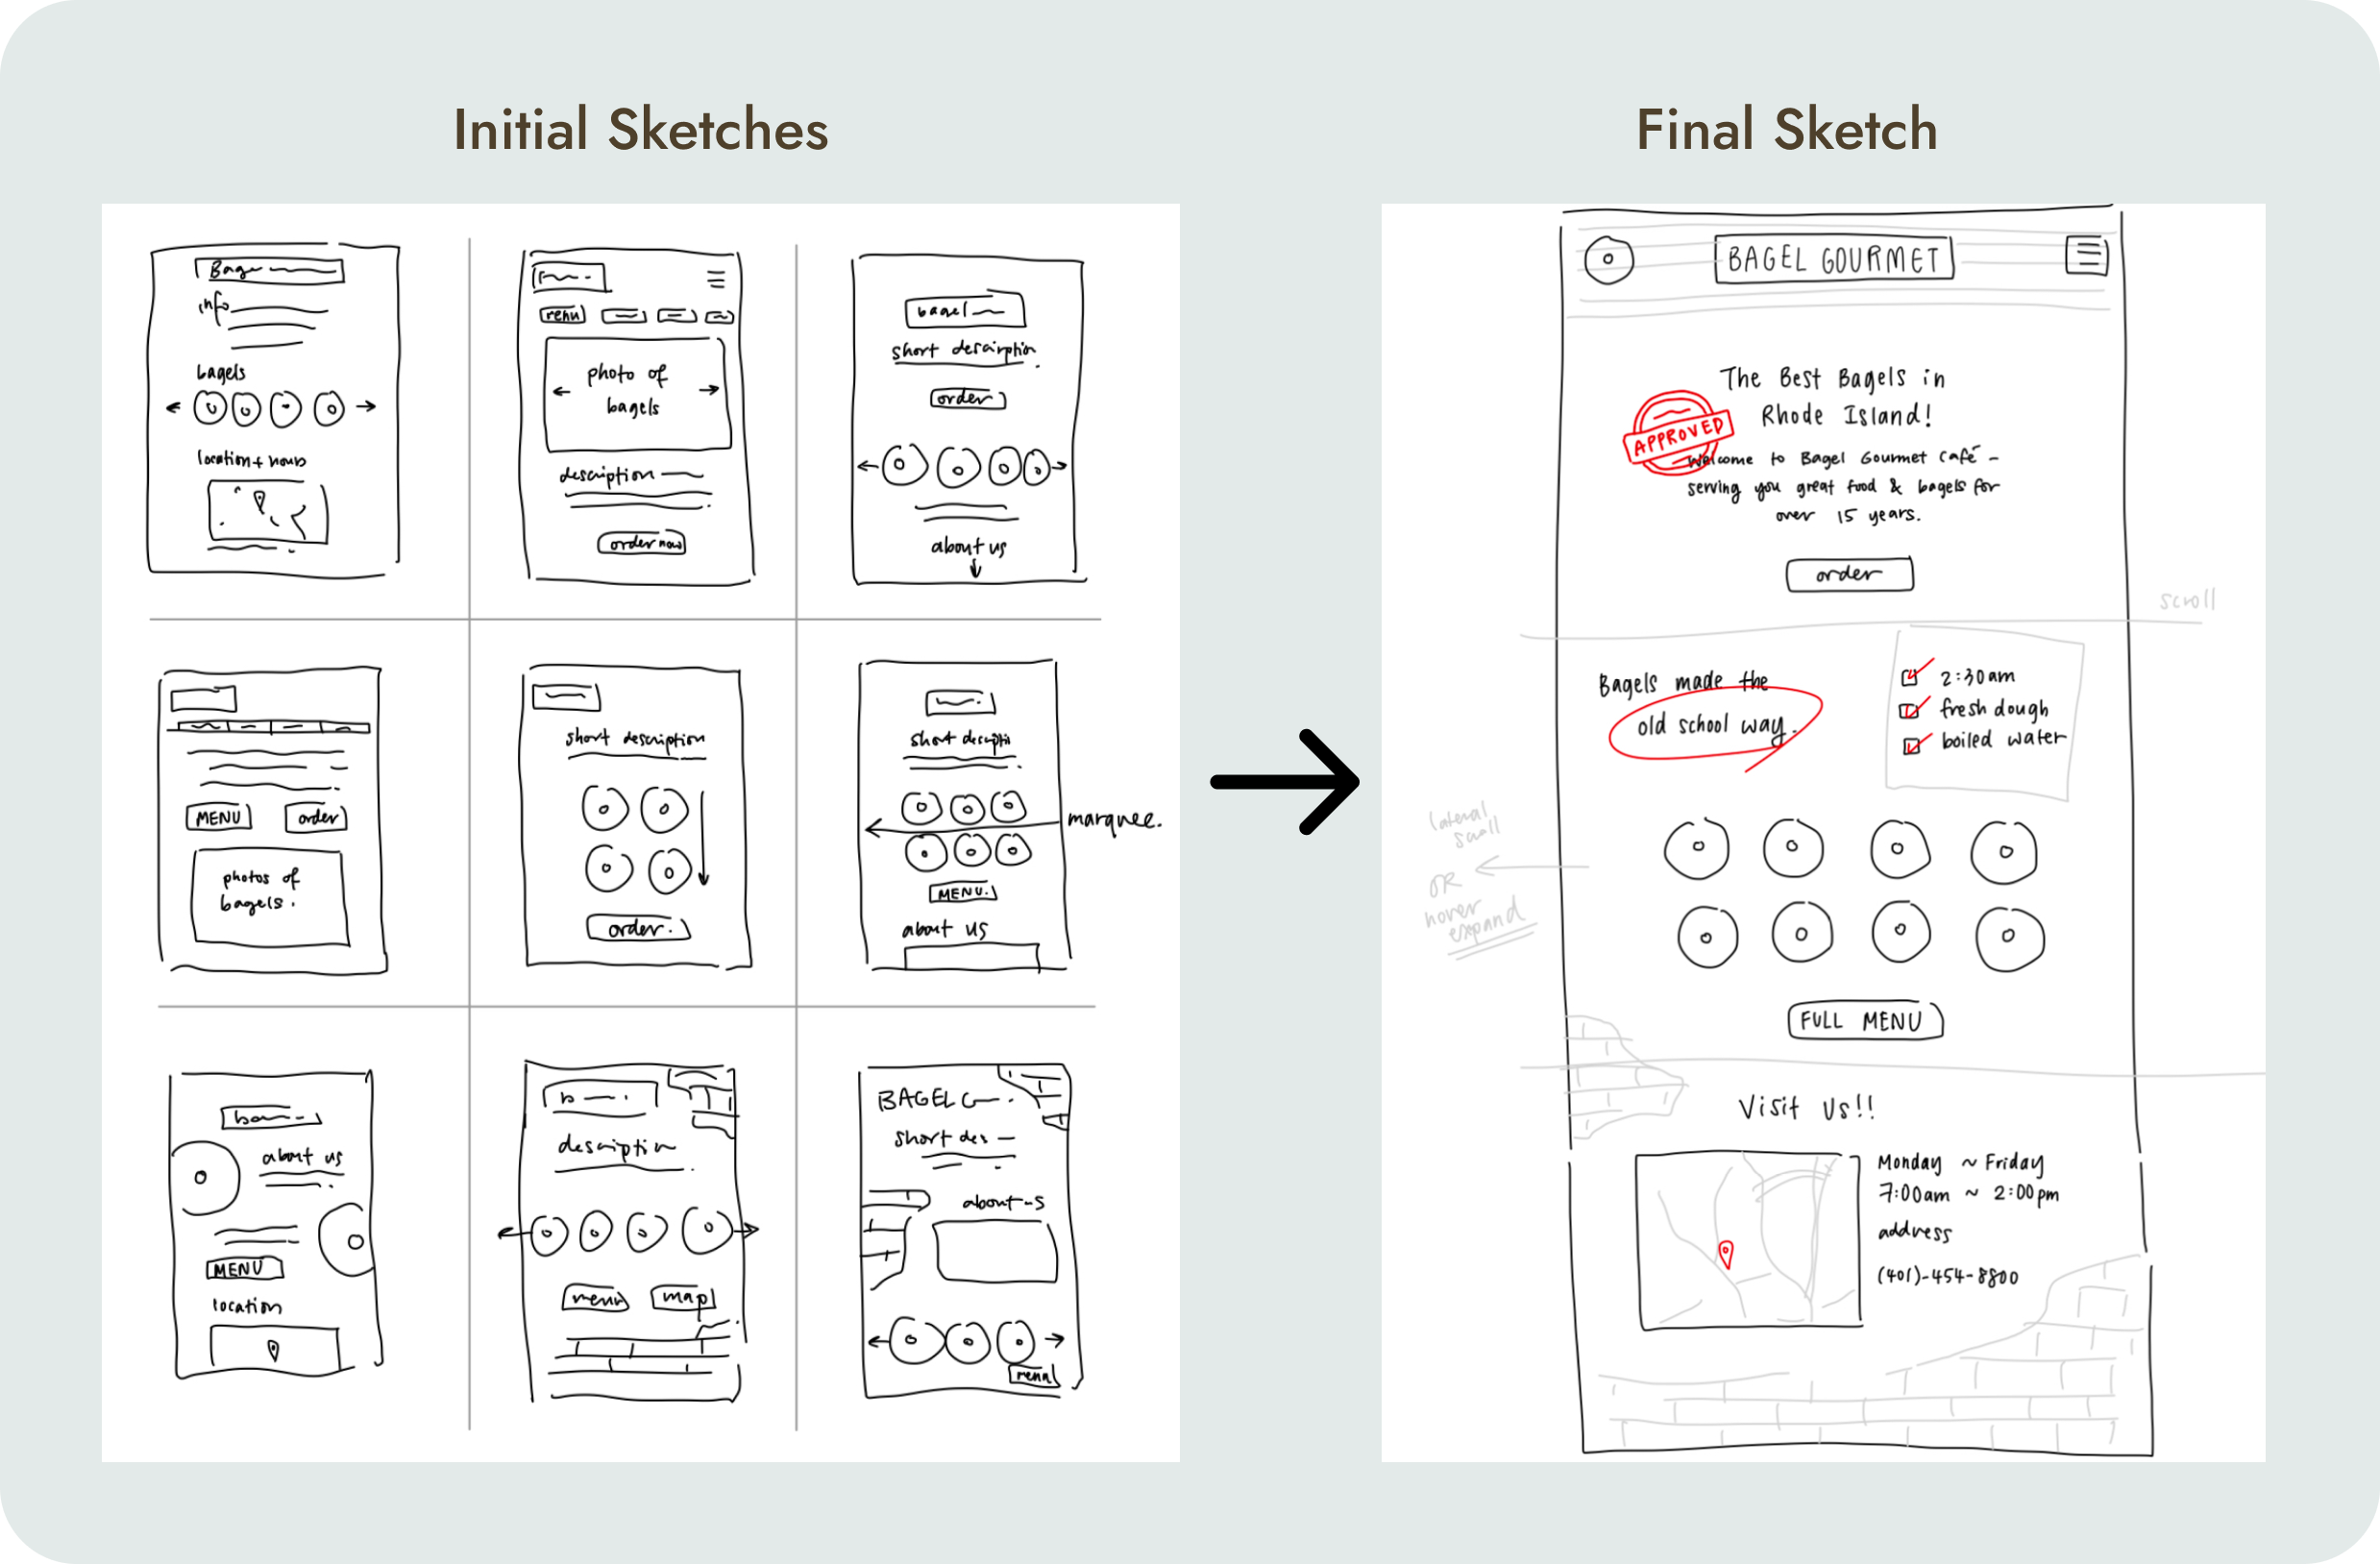 Initial Sketches
Final Sketch
Bage
info
bagels
location + hours
menu
photo of
bagels
description
order now
bagel
short description
order
about us
MENU
order
photos of
bagels.
short description
order.
short descriptio
marquee.
MENU.
about us
about us
MENU
location
b
description
menu
map
BAGEL G
short des
about-s
menu
BAGEL GOURMET
The Best Bagels in
Rhode Island!
APPROVED
Welcome to Bagel Gourmet Café –
serving you great food & bagels for
over 15 years.
order
scroll
Bagels made the
old school way.
2:30am
fresh dough
boiled water
lateral
scroll
OR
hover
expand
FULL MENU
Visit Us!!
Monday ~ Friday
7:00am ~ 2:00pm
address
(401)-454-8800